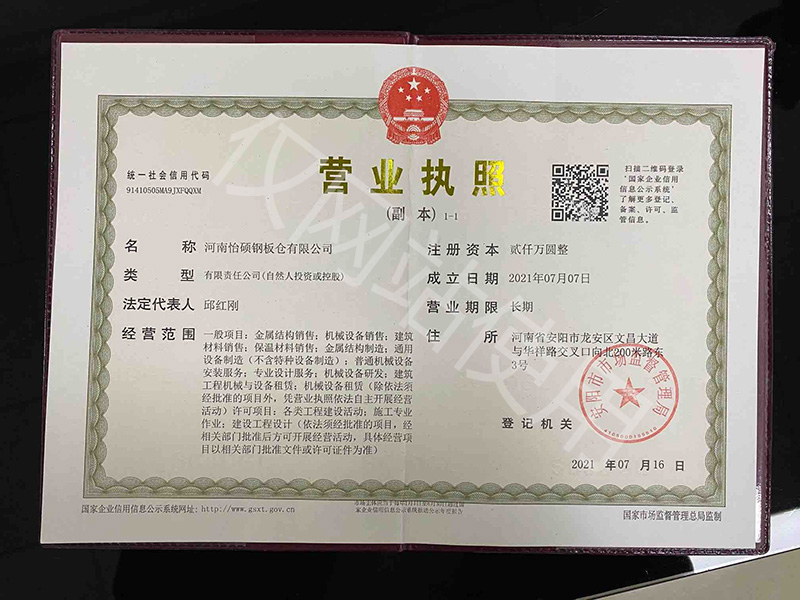 统一社会信用代码
91410505MA9JXFQQXM
营业执照
(副 本) 1-1
扫描二维码登录
'国家企业信用
信息公示系统'
了解更多登记、
备案、许可、监
管信息。
名称 河南怡硕钢板仓有限公司
类型 有限责任公司(自然人投资或控股)
法定代表人 邱红刚
经营范围 一般项目：金属结构销售；机械设备销售；建筑
材料销售；保温材料销售；金属结构制造；通用
设备制造（不含特种设备制造）；普通机械设备
安装服务；专业设计服务；机械设备研发；建筑
工程机械与设备租赁；机械设备租赁（除依法须
经批准的项目外，凭营业执照依法自主开展经营
活动）许可项目：各类工程建设活动；施工专业
作业；建设工程设计（依法须经批准的项目，经
相关部门批准后方可开展经营活动，具体经营项
目以相关部门批准文件或许可证件为准）
注册资本 贰仟万圆整
成立日期 2021年07月07日
营业期限 长期
住所 河南省安阳市龙安区文昌大道
与华祥路交叉口向北200米路东
3号
安阳市市场监督管理局
登记机关
2021 年 07 月 16 日
国家企业信用信息公示系统网址：http://www.gsxt.gov.cn
国家市场监督管理总局监制
仅网站使用